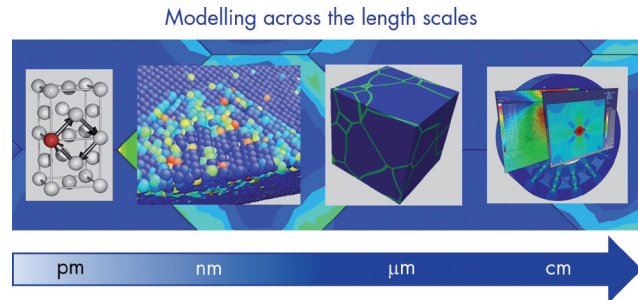 Modelling across the length scales
pm nm μm cm